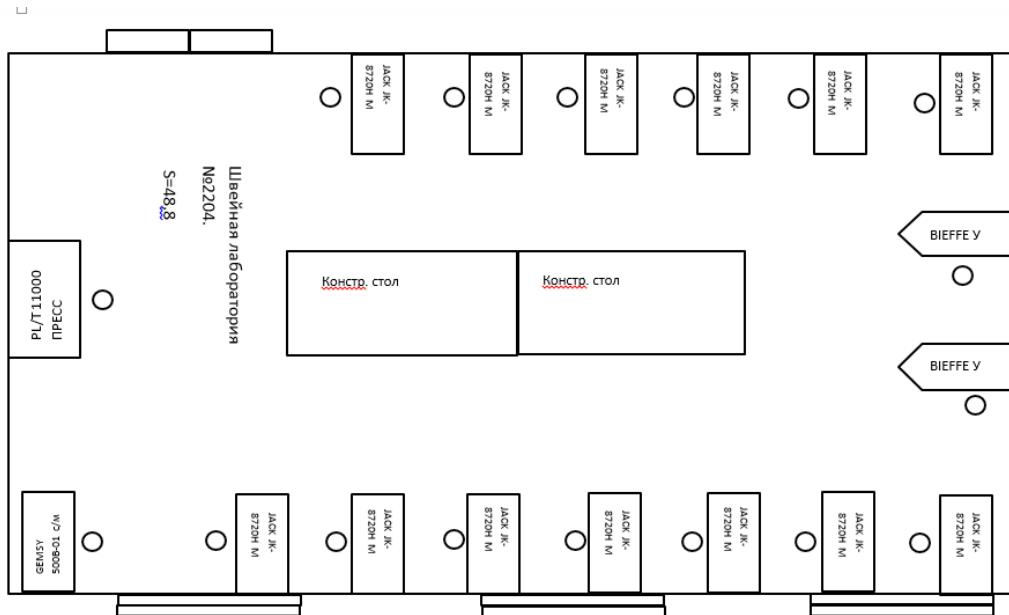 JACK JK-
8720H M
JACK JK-
8720H M
JACK JK-
8720H M
JACK JK-
8720H M
JACK JK-
8720H M
JACK JK-
8720H M
Швейная лаборатория
№2204.
S=48,8
BIEFFE У
Констр. стол
Констр. стол
PL/T11000
ПРЕСС
BIEFFE У
GEMSY
5008-01 с/м
JACK JK-
8720H M
JACK JK-
8720H M
JACK JK-
8720H M
JACK JK-
8720H M
JACK JK-
8720H M
JACK JK-
8720H M
JACK JK-
8720H M